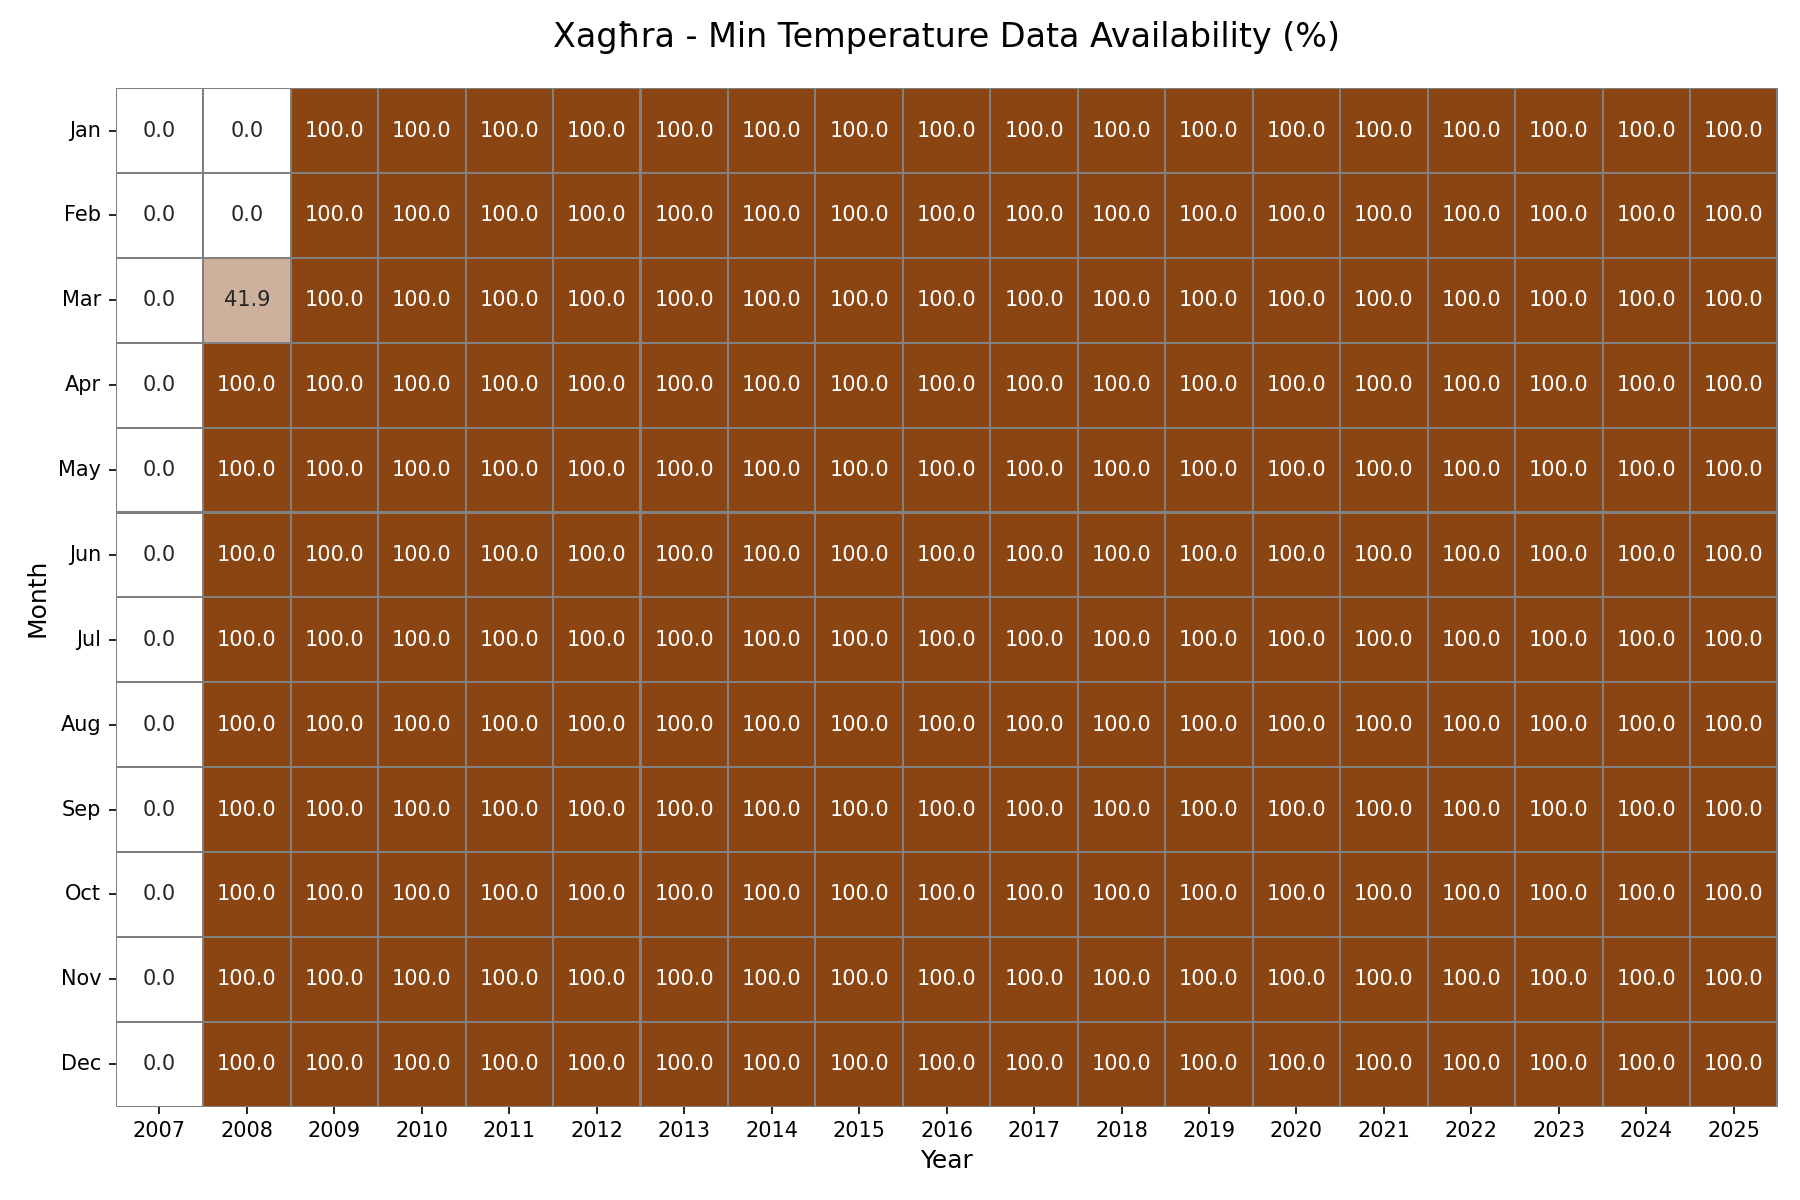 Xagħra - Min Temperature Data Availability (%)
Jan 0.0 0.0 100.0 100.0 100.0 100.0 100.0 100.0 100.0 100.0 100.0 100.0 100.0 100.0 100.0 100.0 100.0 100.0 100.0
Feb 0.0 0.0 100.0 100.0 100.0 100.0 100.0 100.0 100.0 100.0 100.0 100.0 100.0 100.0 100.0 100.0 100.0 100.0 100.0
Mar 0.0 41.9 100.0 100.0 100.0 100.0 100.0 100.0 100.0 100.0 100.0 100.0 100.0 100.0 100.0 100.0 100.0 100.0 100.0
Apr 0.0 100.0 100.0 100.0 100.0 100.0 100.0 100.0 100.0 100.0 100.0 100.0 100.0 100.0 100.0 100.0 100.0 100.0 100.0
May 0.0 100.0 100.0 100.0 100.0 100.0 100.0 100.0 100.0 100.0 100.0 100.0 100.0 100.0 100.0 100.0 100.0 100.0 100.0
Jun 0.0 100.0 100.0 100.0 100.0 100.0 100.0 100.0 100.0 100.0 100.0 100.0 100.0 100.0 100.0 100.0 100.0 100.0 100.0
Month
Jul 0.0 100.0 100.0 100.0 100.0 100.0 100.0 100.0 100.0 100.0 100.0 100.0 100.0 100.0 100.0 100.0 100.0 100.0 100.0
Aug 0.0 100.0 100.0 100.0 100.0 100.0 100.0 100.0 100.0 100.0 100.0 100.0 100.0 100.0 100.0 100.0 100.0 100.0 100.0
Sep 0.0 100.0 100.0 100.0 100.0 100.0 100.0 100.0 100.0 100.0 100.0 100.0 100.0 100.0 100.0 100.0 100.0 100.0 100.0
Oct 0.0 100.0 100.0 100.0 100.0 100.0 100.0 100.0 100.0 100.0 100.0 100.0 100.0 100.0 100.0 100.0 100.0 100.0 100.0
Nov 0.0 100.0 100.0 100.0 100.0 100.0 100.0 100.0 100.0 100.0 100.0 100.0 100.0 100.0 100.0 100.0 100.0 100.0 100.0
Dec 0.0 100.0 100.0 100.0 100.0 100.0 100.0 100.0 100.0 100.0 100.0 100.0 100.0 100.0 100.0 100.0 100.0 100.0 100.0
2007 2008 2009 2010 2011 2012 2013 2014 2015 2016 2017 2018 2019 2020 2021 2022 2023 2024 2025
Year